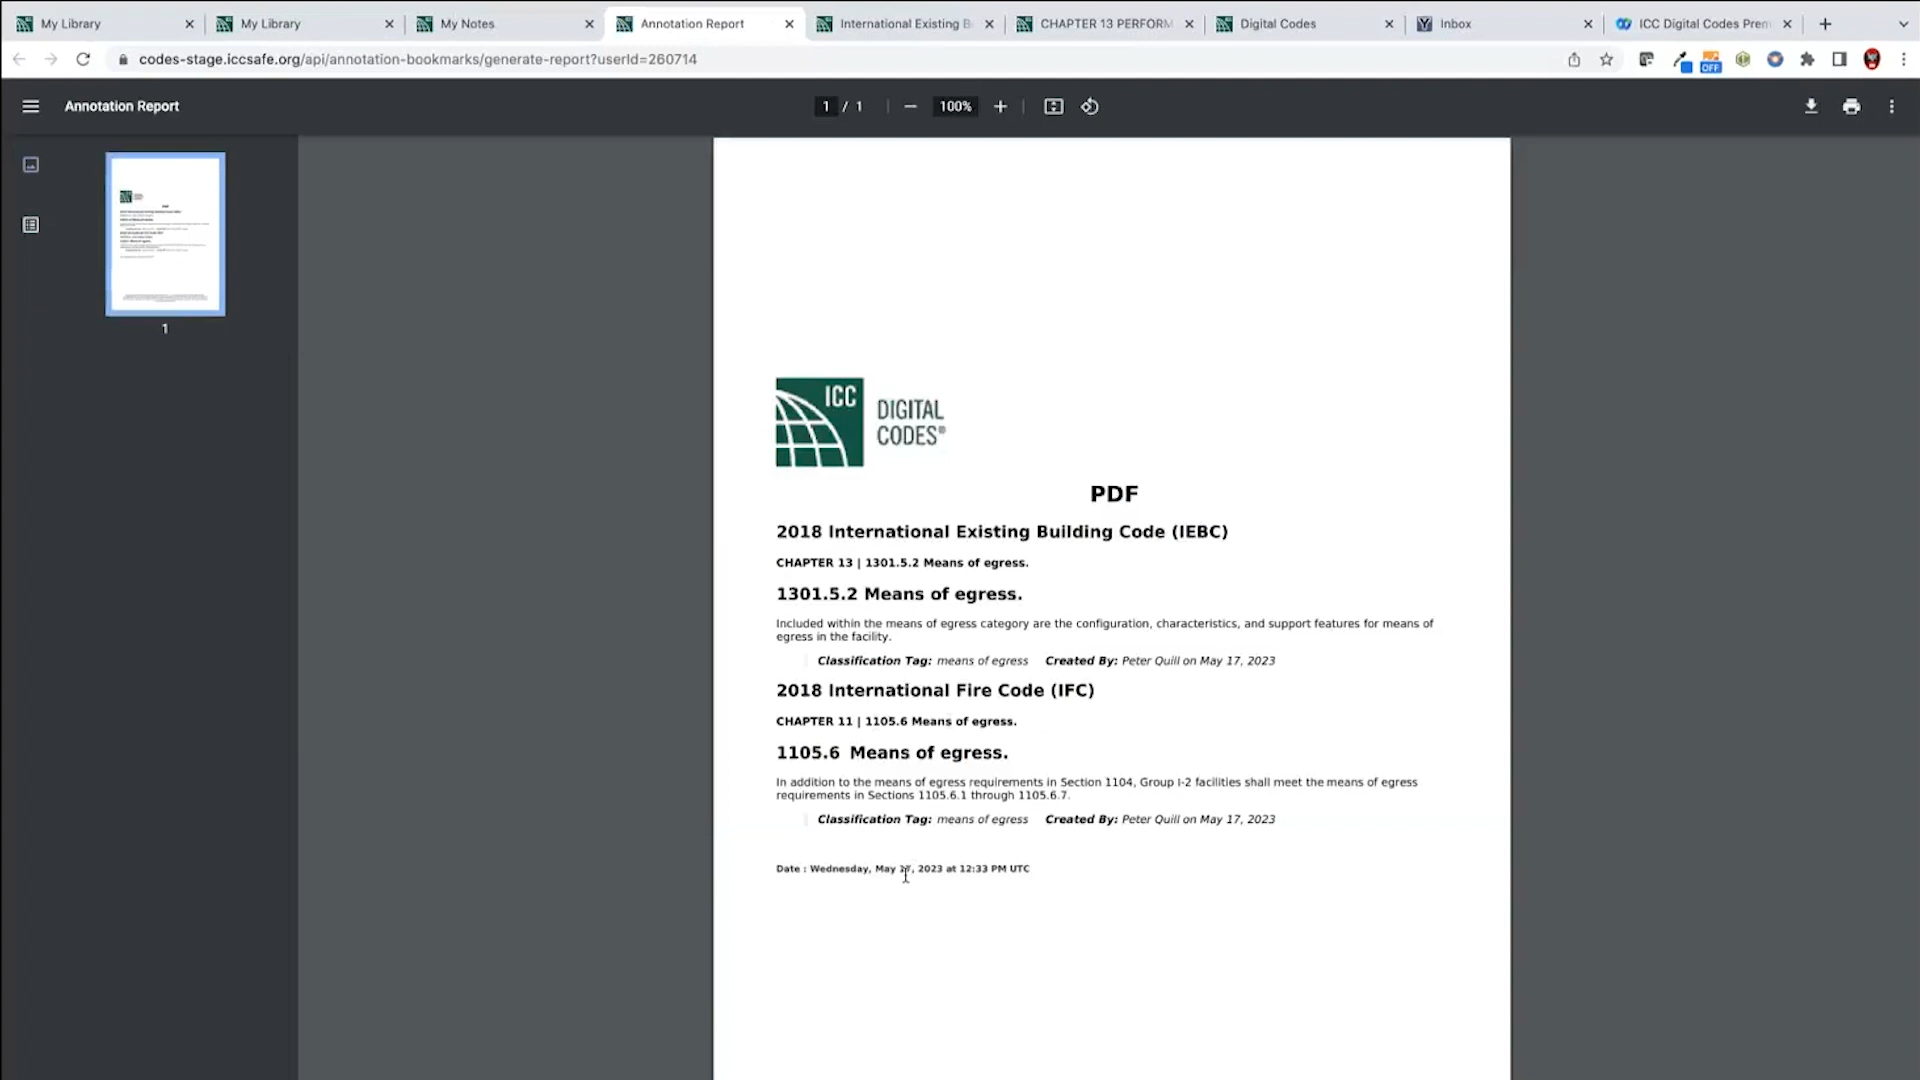 My Library
My Library
My Notes
Annotation Report
International Existing B
CHAPTER 13 PERFORM
Digital Codes
Inbox
ICC Digital Codes Prem
codes-stage.iccsafe.org/api/annotation-bookmarks/generate-report?userId=260714
OFF
Annotation Report
1 / 1
100%
1
ICC
DIGITAL
CODES®
PDF
2018 International Existing Building Code (IEBC)
CHAPTER 13 | 1301.5.2 Means of egress.
1301.5.2 Means of egress.
Included within the means of egress category are the configuration, characteristics, and support features for means of
egress in the facility.
Classification Tag: means of egress Created By: Peter Quill on May 17, 2023
2018 International Fire Code (IFC)
CHAPTER 11 | 1105.6 Means of egress.
1105.6 Means of egress.
In addition to the means of egress requirements in Section 1104, Group I-2 facilities shall meet the means of egress
requirements in Sections 1105.6.1 through 1105.6.7.
Classification Tag: means of egress Created By: Peter Quill on May 17, 2023
Date : Wednesday, May 17, 2023 at 12:33 PM UTC